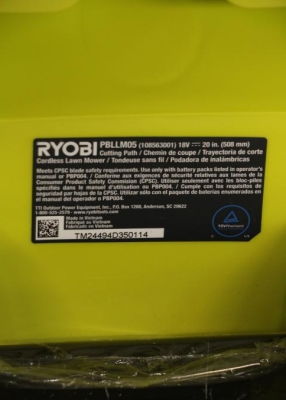 RYOBI PBLLM05 (108563001) 18V ⎓ 20 in. (508 mm)
Cutting Path / Chemin de coupe / Trayectoria de corte
Cordless Lawn Mower / Tondeuse sans fil / Podadora de inalámbricas
Meets CPSC blade safety requirements. Use only with battery packs listed in operator's
manual or PBP004. / Conforme aux exigences de sécurité relatives aux lames de la
Consumer Product Safety Commission (CPSC). Utiliser seulement avec les bloc-piles
spécifiés dans le manuel d'utilisation ou PBP004. / Cumple con las requisitos de
seguridad par hojas de la CPSC. Utilice sólo con el paquete de baterías enumerados en el
manual del operador o PBP004.
TTI Outdoor Power Equipment, Inc., P.O. Box 1288, Anderson, SC 29622
1-800-525-2579 - www.ryobitools.com
Made in Vietnam
Fabriqué au Vietnam
Fabricado en Vietnam
TM24494D350114